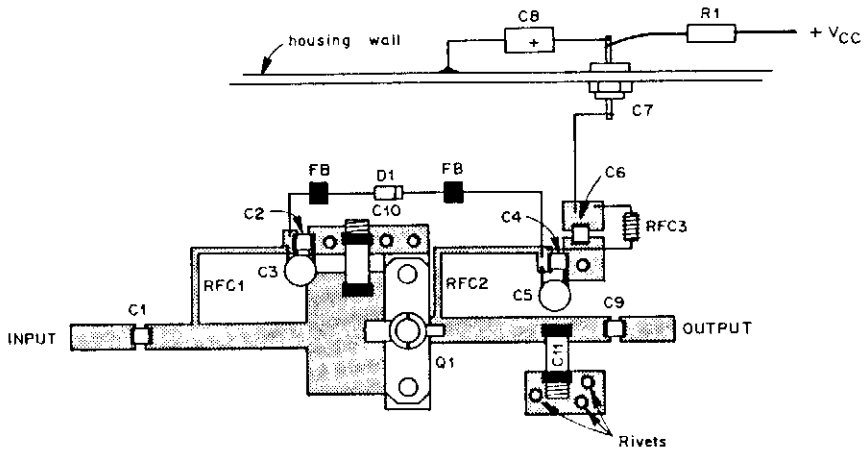 C8
R1
+ VCC
housing wall
C7
FB
D1
FB
C10
C6
C2
C4
RFC3
C3
RFC1
RFC2
C5
C1
C9
INPUT
OUTPUT
Q1
C11
Rivets